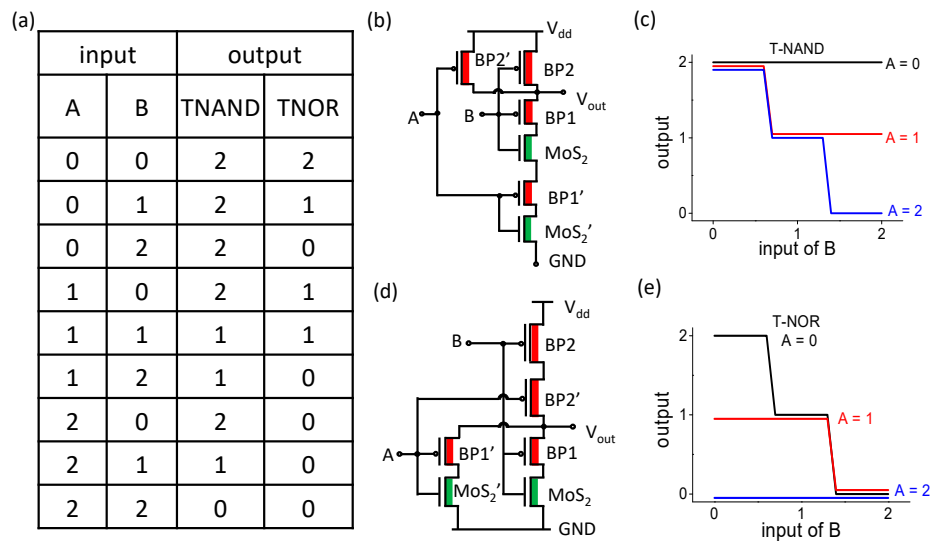 (a)
input output
A B TNAND TNOR
0 0 2 2
0 1 2 1
0 2 2 0
1 0 2 1
1 1 1 1
1 2 1 0
2 0 2 0
2 1 1 0
2 2 0 0
(b)
V_dd
BP2'
BP2
V_out
A
B
BP1
MoS₂
BP1'
MoS₂'
GND
(c)
T-NAND
A = 0
A = 1
A = 2
output
2
1
0
0 1 2
input of B
(d)
V_dd
B
BP2
BP2'
V_out
A
BP1'
BP1
MoS₂'
MoS₂
GND
(e)
T-NOR
A = 0
A = 1
A = 2
output
2
1
0
0 1 2
input of B